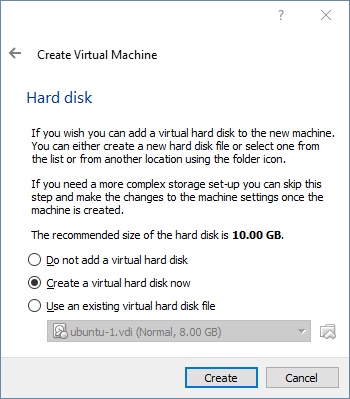 ?
Create Virtual Machine
Hard disk
If you wish you can add a virtual hard disk to the new machine.
You can either create a new hard disk file or select one from
the list or from another location using the folder icon.
If you need a more complex storage set-up you can skip this
step and make the changes to the machine settings once the
machine is created.
The recommended size of the hard disk is 10.00 GB.
Do not add a virtual hard disk
Create a virtual hard disk now
Use an existing virtual hard disk file
ubuntu-1.vdi (Normal, 8.00 GB)
Create
Cancel